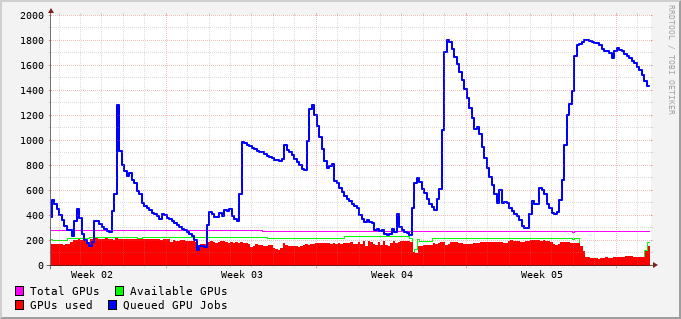 2000
1800
1600
1400
1200
1000
800
600
400
200
0
Week 02 Week 03 Week 04 Week 05
Total GPUs Available GPUs
GPUs used Queued GPU Jobs
RRDTOOL / TOBI OETIKER